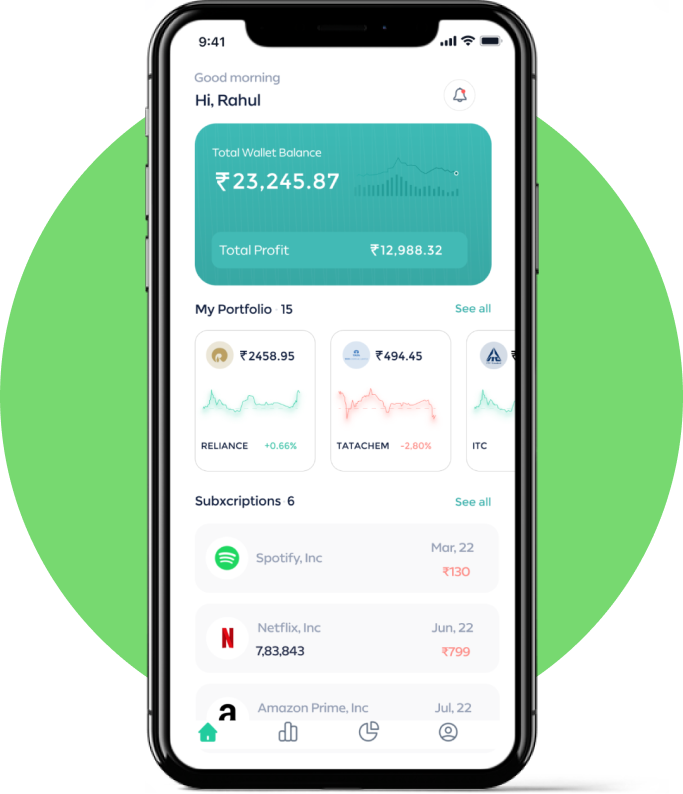 9:41
Good morning
Hi, Rahul
Total Wallet Balance
₹23,245.87
Total Profit ₹12,988.32
My Portfolio · 15 See all
₹2458.95 ₹494.45
RELIANCE +0.66% TATACHEM -2.80% ITC
Subxcriptions 6 See all
Mar, 22
Spotify, Inc
₹130
Netflix, Inc Jun, 22
7,83,843 ₹799
Amazon Prime, Inc Jul, 22